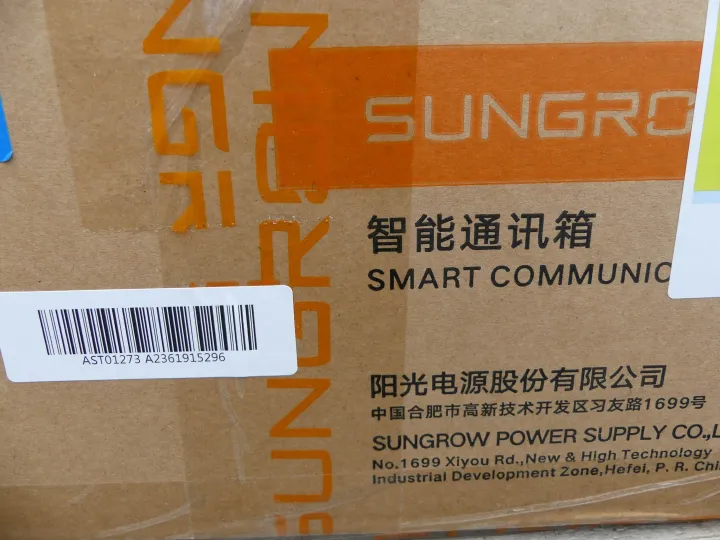 SUNGROW
SUNGROW
SUNGRO
智能通讯箱
SMART COMMUNIC
AST01273 A2361915296
阳光电源股份有限公司
中国合肥市高新技术开发区习友路1699号
SUNGROW POWER SUPPLY CO.,L
No.1699 Xiyou Rd.,New & High Technology
Industrial Development Zone,Hefei, P. R. Chi